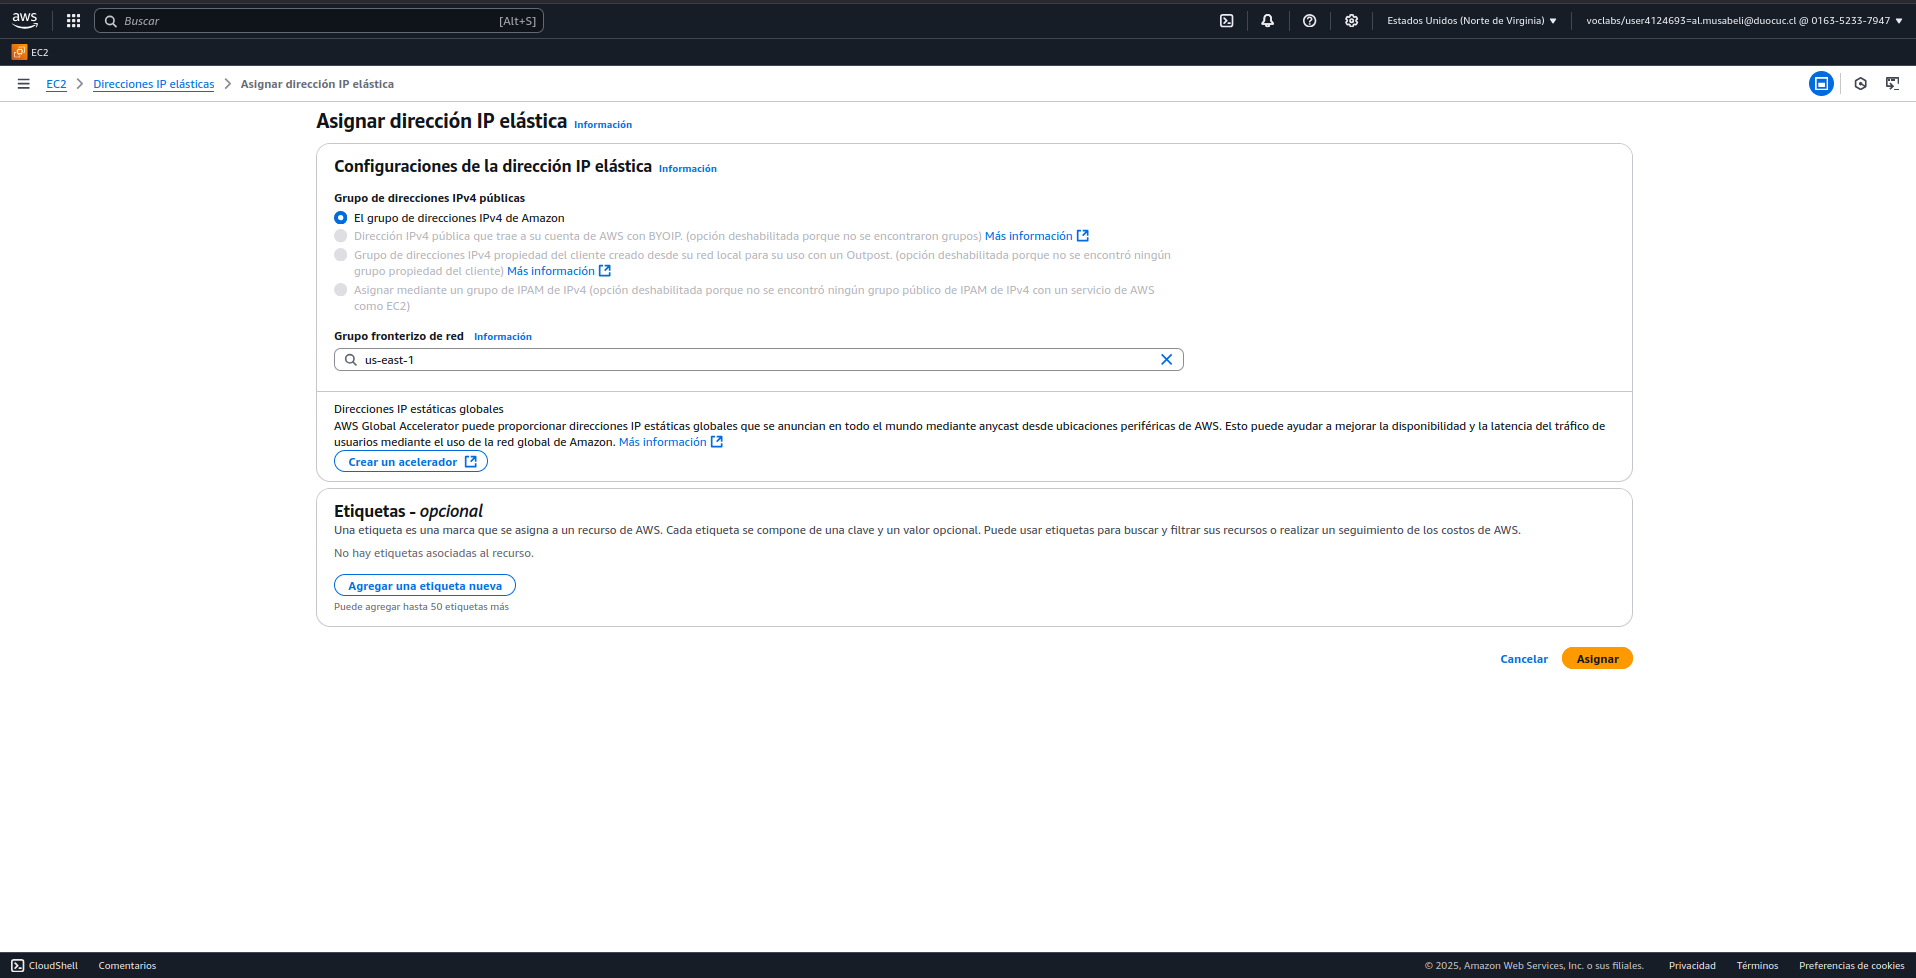 aws
Buscar
[Alt+S]
Estados Unidos (Norte de Virginia)
voclabs/user4124693=al.musabeli@duocuc.cl @ 0163-5233-7947
EC2
EC2
Direcciones IP elásticas
Asignar dirección IP elástica
Asignar dirección IP elástica Información
Configuraciones de la dirección IP elástica Información
Grupo de direcciones IPv4 públicas
El grupo de direcciones IPv4 de Amazon
Dirección IPv4 pública que trae a su cuenta de AWS con BYOIP. (opción deshabilitada porque no se encontraron grupos) Más información
Grupo de direcciones IPv4 propiedad del cliente creado desde su red local para su uso con un Outpost. (opción deshabilitada porque no se encontró ningún
grupo propiedad del cliente) Más información
Asignar mediante un grupo de IPAM de IPv4 (opción deshabilitada porque no se encontró ningún grupo público de IPAM de IPv4 con un servicio de AWS
como EC2)
Grupo fronterizo de red Información
us-east-1
Direcciones IP estáticas globales
AWS Global Accelerator puede proporcionar direcciones IP estáticas globales que se anuncian en todo el mundo mediante anycast desde ubicaciones periféricas de AWS. Esto puede ayudar a mejorar la disponibilidad y la latencia del tráfico de
usuarios mediante el uso de la red global de Amazon. Más información
Crear un acelerador
Etiquetas - opcional
Una etiqueta es una marca que se asigna a un recurso de AWS. Cada etiqueta se compone de una clave y un valor opcional. Puede usar etiquetas para buscar y filtrar sus recursos o realizar un seguimiento de los costos de AWS.
No hay etiquetas asociadas al recurso.
Agregar una etiqueta nueva
Puede agregar hasta 50 etiquetas más
Cancelar
Asignar
CloudShell
Comentarios
© 2025, Amazon Web Services, Inc. o sus filiales.
Privacidad
Términos
Preferencias de cookies